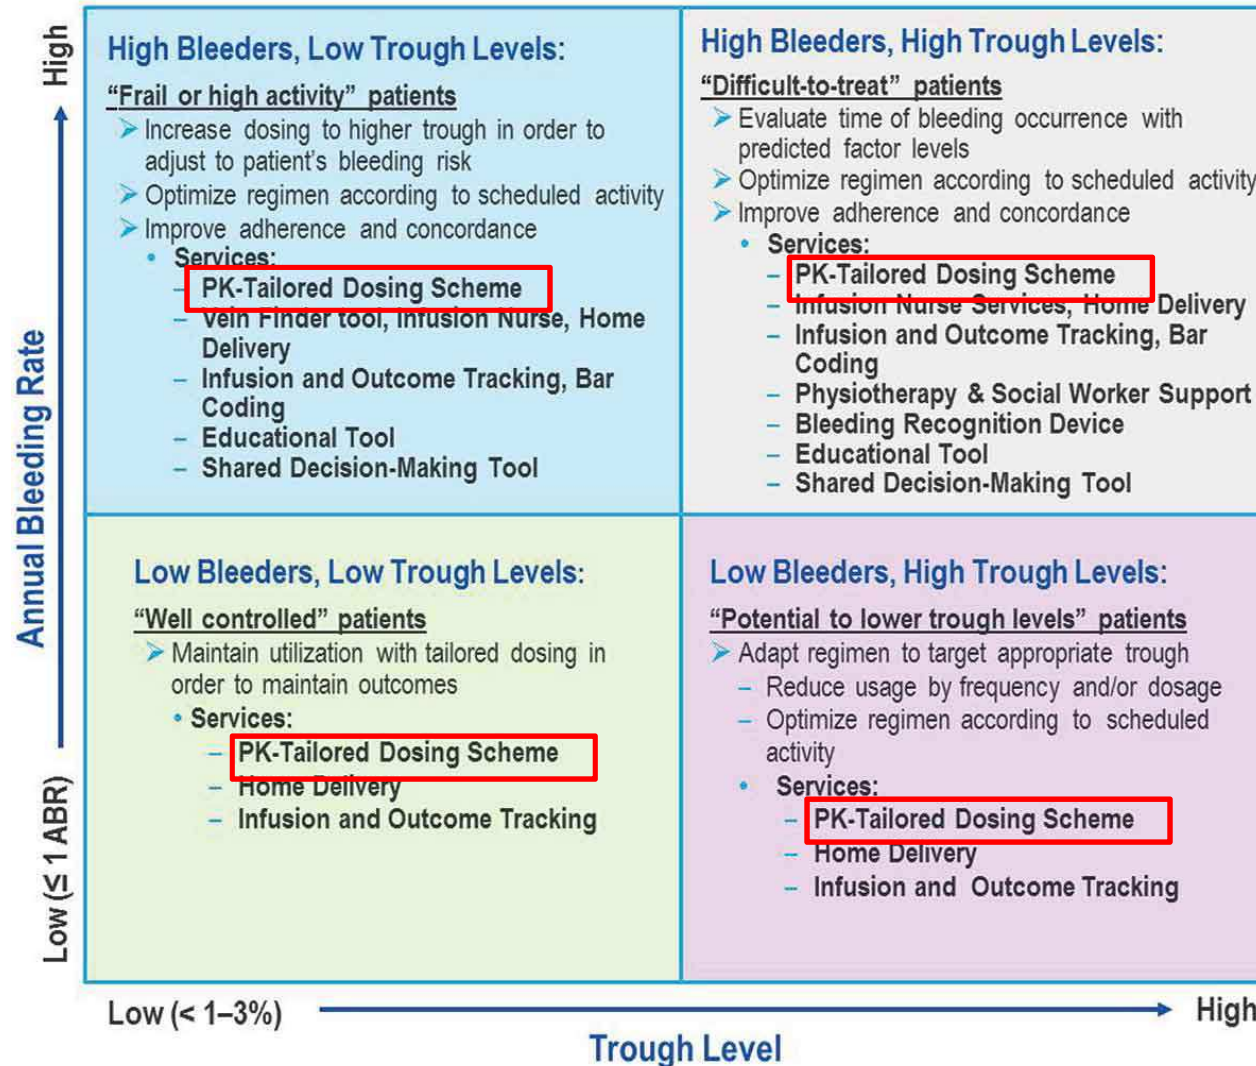 High
Annual Bleeding Rate
Low (≤ 1 ABR)
High Bleeders, Low Trough Levels:
“Frail or high activity” patients
➢ Increase dosing to higher trough in order to
adjust to patient’s bleeding risk
➢ Optimize regimen according to scheduled activity
➢ Improve adherence and concordance
• Services:
– PK-Tailored Dosing Scheme
– Vein Finder tool, Infusion Nurse, Home
Delivery
– Infusion and Outcome Tracking, Bar
Coding
– Educational Tool
– Shared Decision-Making Tool
High Bleeders, High Trough Levels:
“Difficult-to-treat” patients
➢ Evaluate time of bleeding occurrence with
predicted factor levels
➢ Optimize regimen according to scheduled activity
➢ Improve adherence and concordance
• Services:
– PK-Tailored Dosing Scheme
– Infusion Nurse Services, Home Delivery
– Infusion and Outcome Tracking, Bar
Coding
– Physiotherapy & Social Worker Support
– Bleeding Recognition Device
– Educational Tool
– Shared Decision-Making Tool
Low Bleeders, Low Trough Levels:
“Well controlled” patients
➢ Maintain utilization with tailored dosing in
order to maintain outcomes
• Services:
– PK-Tailored Dosing Scheme
– Home Delivery
– Infusion and Outcome Tracking
Low Bleeders, High Trough Levels:
“Potential to lower trough levels” patients
➢ Adapt regimen to target appropriate trough
– Reduce usage by frequency and/or dosage
– Optimize regimen according to scheduled
activity
• Services:
– PK-Tailored Dosing Scheme
– Home Delivery
– Infusion and Outcome Tracking
Low (< 1–3%)
High
Trough Level